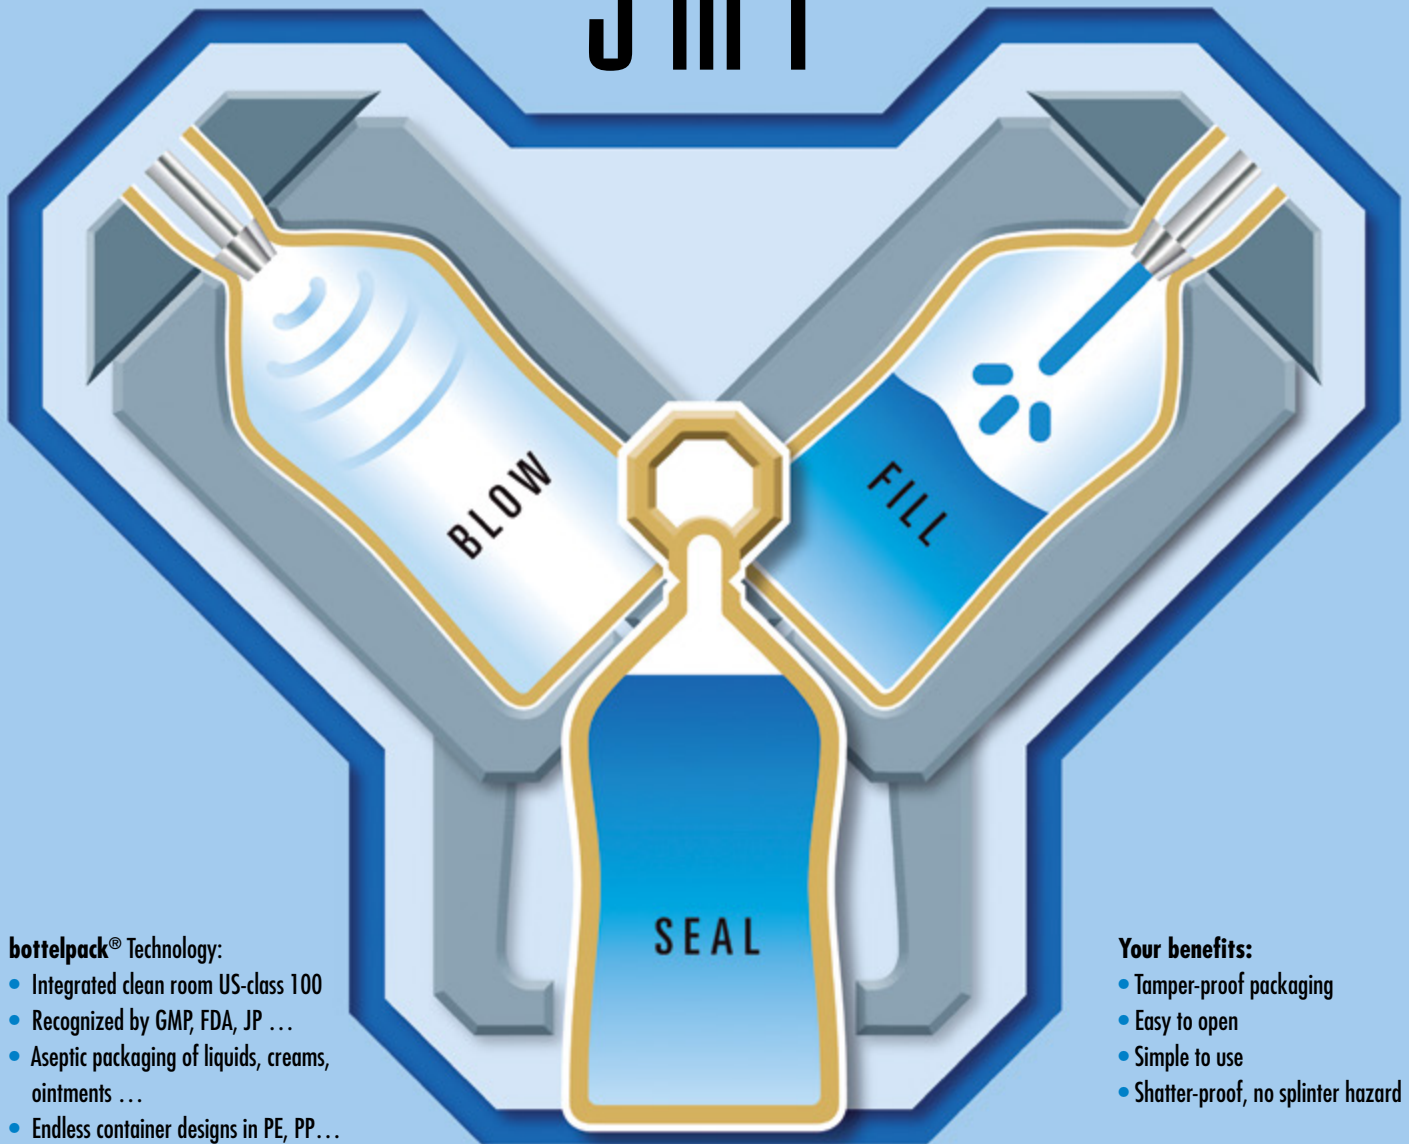 BLOW
FILL
SEAL
bottelpack® Technology:
• Integrated clean room US-class 100
• Recognized by GMP, FDA, JP ...
• Aseptic packaging of liquids, creams,
ointments ...
• Endless container designs in PE, PP...
Your benefits:
• Tamper-proof packaging
• Easy to open
• Simple to use
• Shatter-proof, no splinter hazard